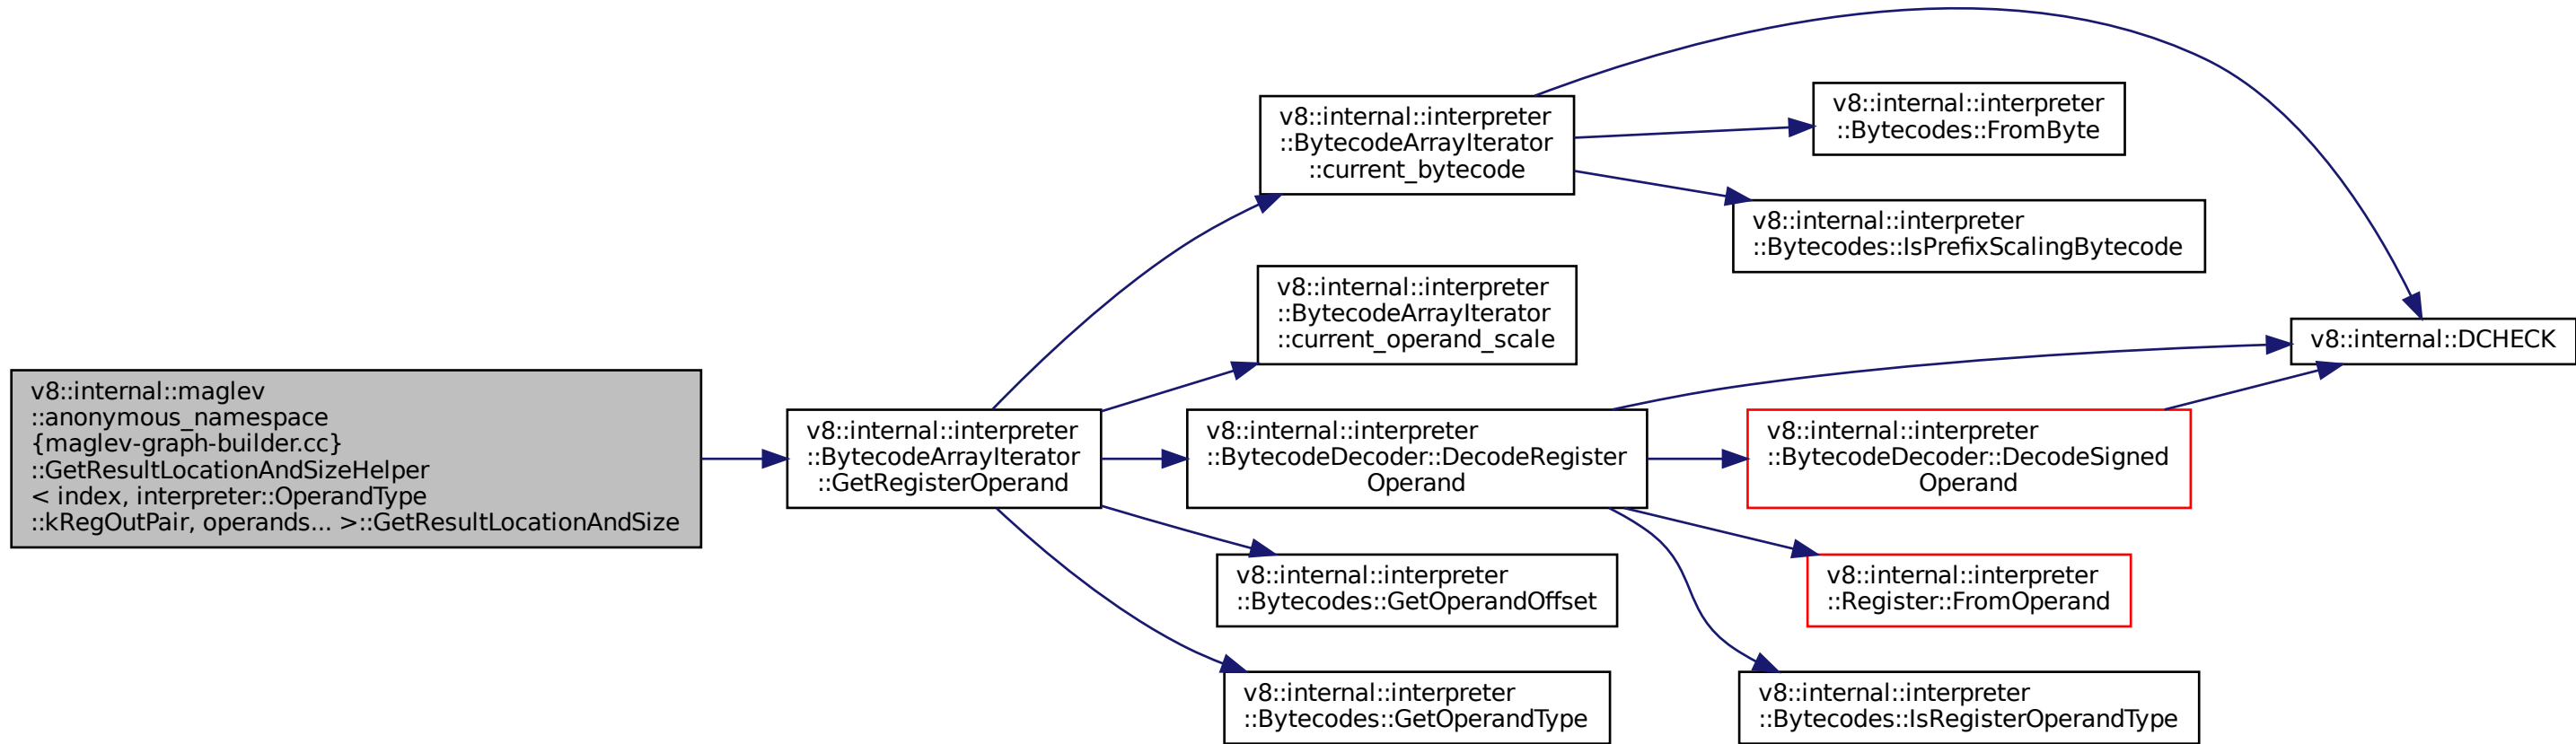 v8::internal::maglev
::anonymous_namespace
{maglev-graph-builder.cc}
::GetResultLocationAndSizeHelper
< index, interpreter::OperandType
::kRegOutPair, operands... >::GetResultLocationAndSize
v8::internal::interpreter
::BytecodeArrayIterator
::GetRegisterOperand
v8::internal::interpreter
::BytecodeArrayIterator
::current_bytecode
v8::internal::interpreter
::BytecodeArrayIterator
::current_operand_scale
v8::internal::interpreter
::BytecodeDecoder::DecodeRegister
Operand
v8::internal::interpreter
::Bytecodes::GetOperandOffset
v8::internal::interpreter
::Bytecodes::GetOperandType
v8::internal::interpreter
::Bytecodes::FromByte
v8::internal::interpreter
::Bytecodes::IsPrefixScalingBytecode
v8::internal::interpreter
::BytecodeDecoder::DecodeSigned
Operand
v8::internal::interpreter
::Register::FromOperand
v8::internal::interpreter
::Bytecodes::IsRegisterOperandType
v8::internal::DCHECK